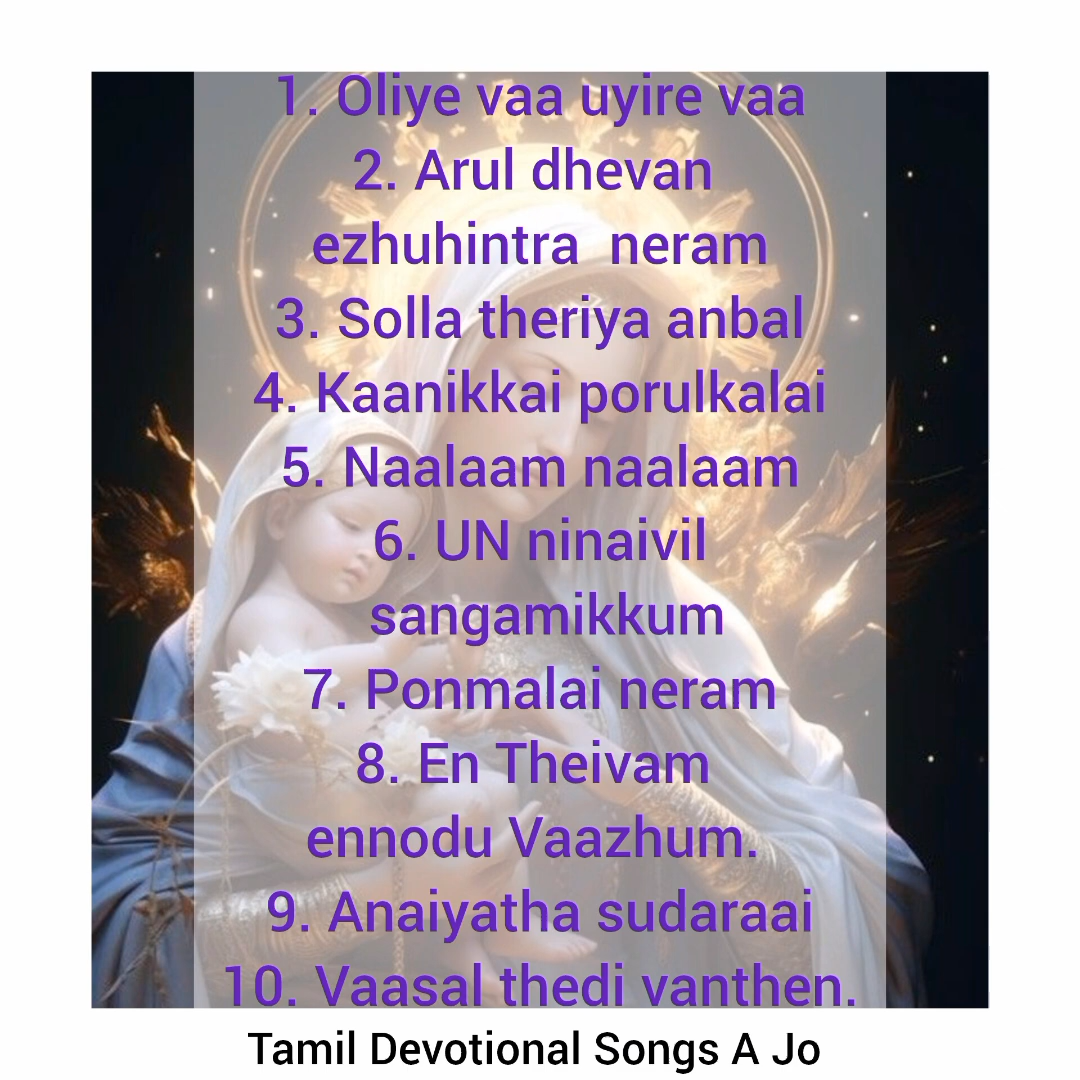 1. Oliye vaa uyire vaa
2. Arul dhevan
ezhuhintra  neram
3. Solla theriya anbal
4. Kaanikkai porulkalai
5. Naalaam naalaam
6. UN ninaivil
sangamikkum
7. Ponmalai neram
8. En Theivam
ennodu Vaazhum.
9. Anaiyatha sudaraai
10. Vaasal thedi vanthen.
Tamil Devotional Songs A Jo